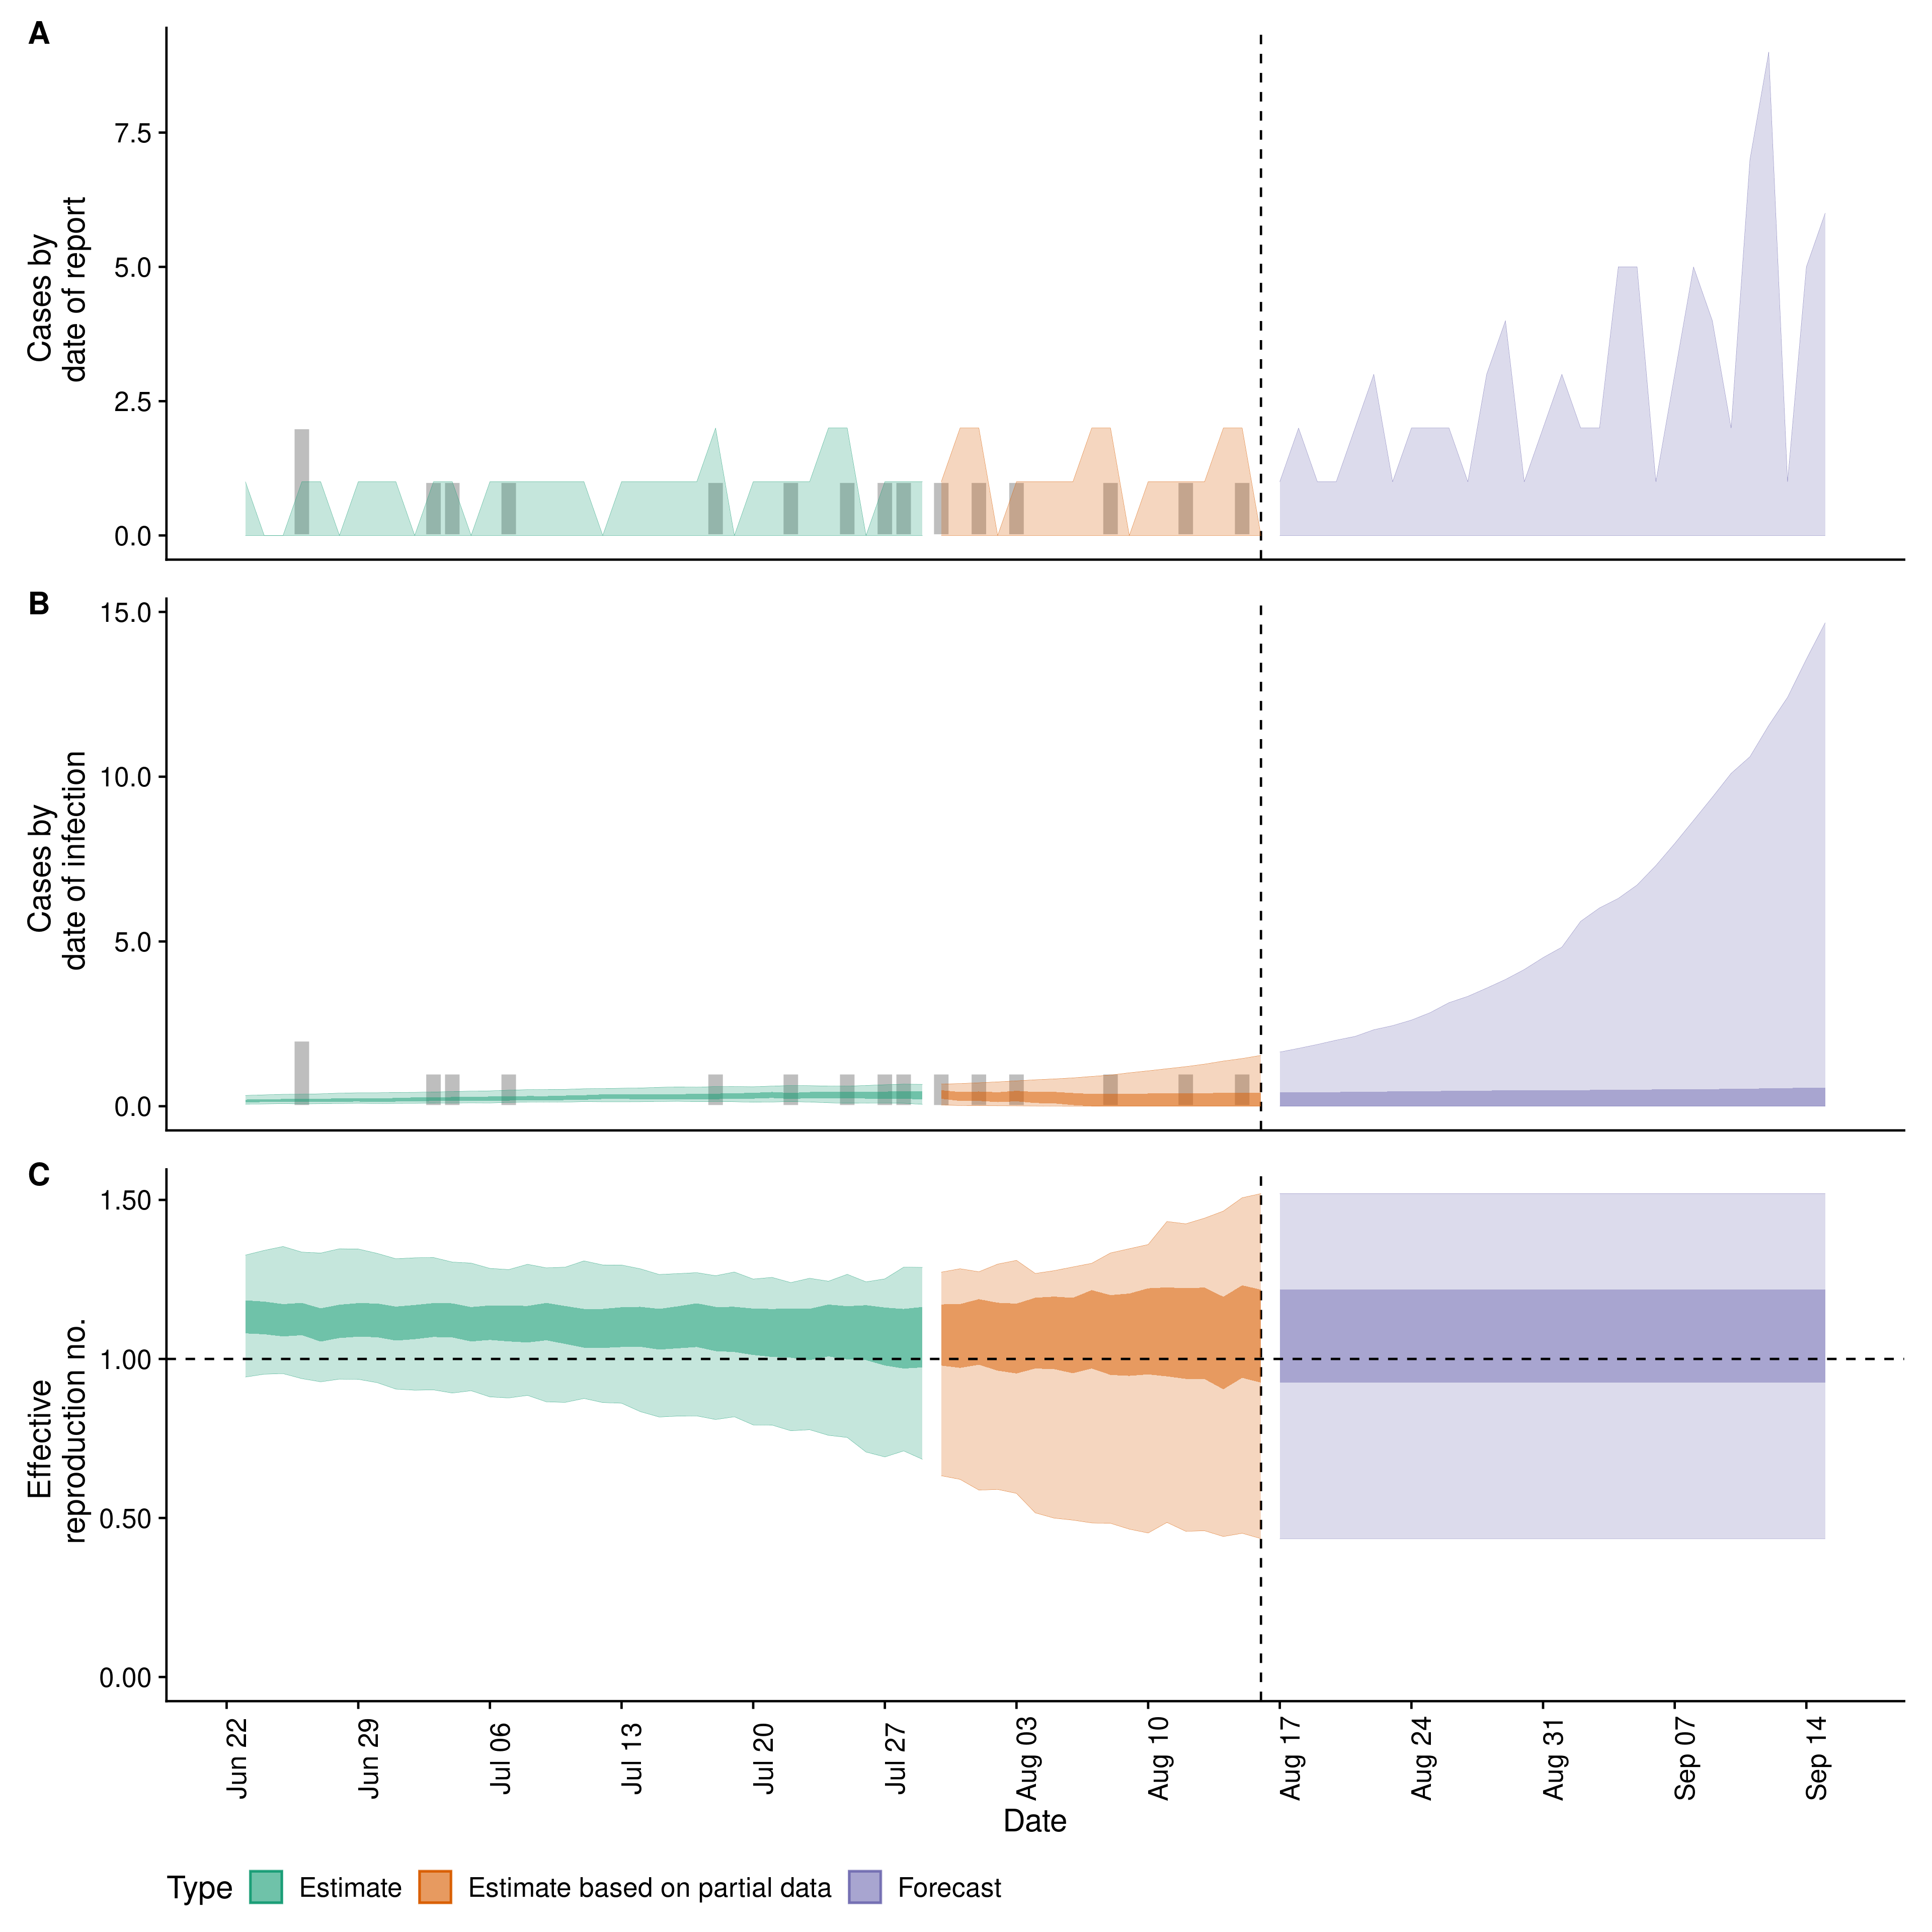 A
Cases by
date of report
7.5
5.0
2.5
0.0
B
Cases by
date of infection
15.0
10.0
5.0
0.0
C
Effective
reproduction no.
1.50
1.00
0.50
0.00
Jun 22
Jun 29
Jul 06
Jul 13
Jul 20
Jul 27
Aug 03
Aug 10
Aug 17
Aug 24
Aug 31
Sep 07
Sep 14
Date
Type Estimate Estimate based on partial data Forecast